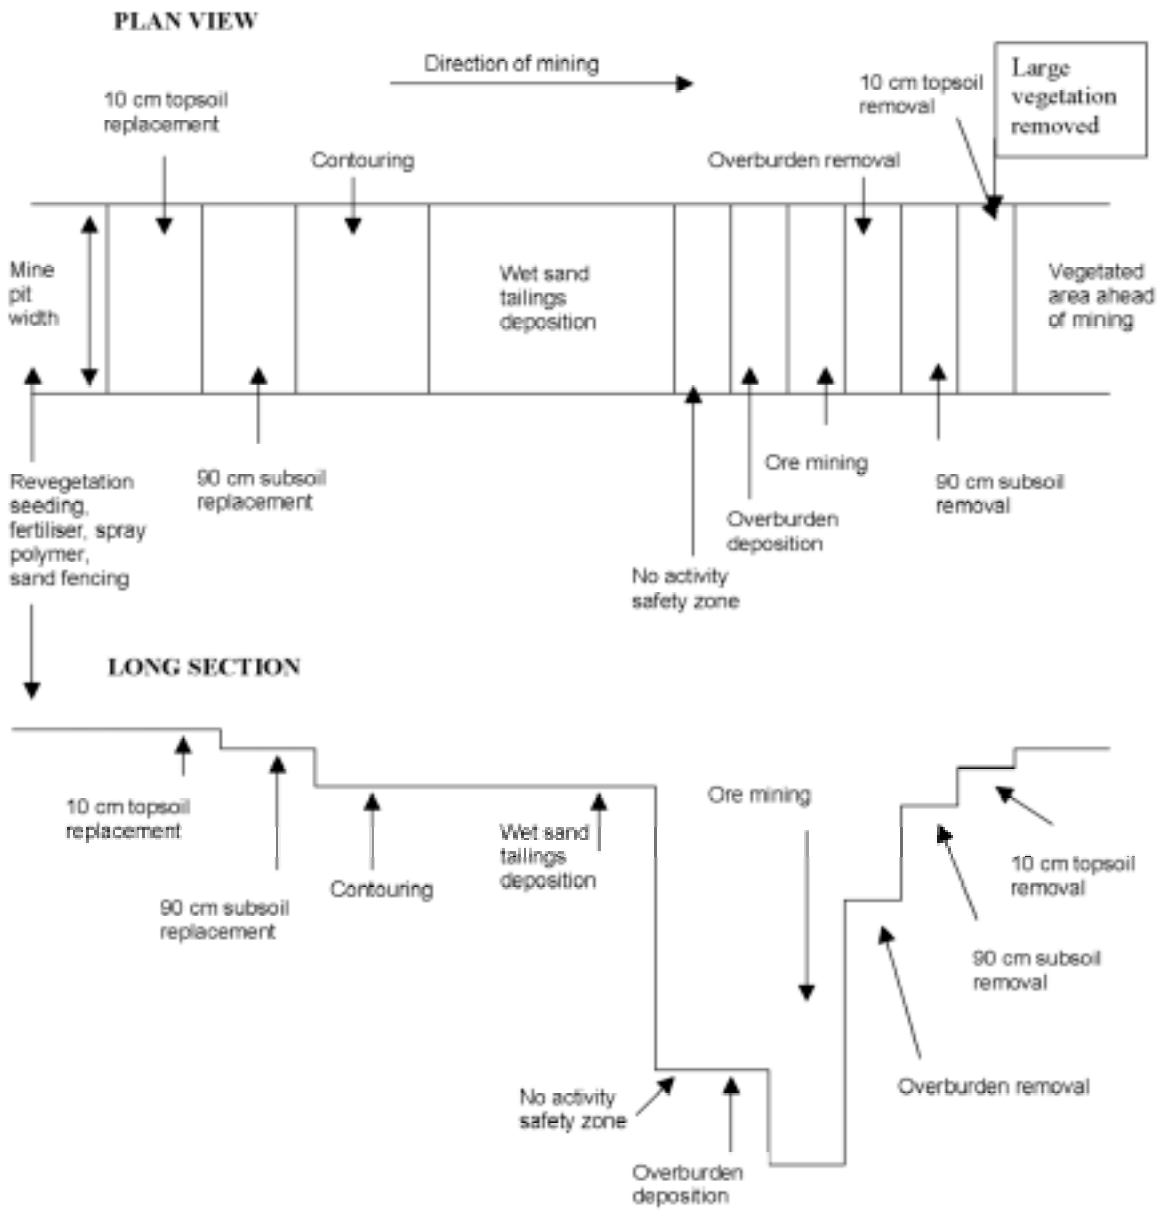 PLAN VIEW
Direction of mining
10 cm topsoil
replacement
Contouring
Overburden removal
10 cm topsoil
removal
Large
vegetation
removed
Mine
pit
width
Wet sand
tailings
deposition
Vegetated
area ahead
of mining
Revegetation
seeding,
fertiliser, spray
polymer,
sand fencing
90 cm subsoil
replacement
No activity
safety zone
Overburden
deposition
Ore mining
90 cm subsoil
removal
LONG SECTION
10 cm topsoil
replacement
90 cm subsoil
replacement
Contouring
Wet sand
tailings
deposition
No activity
safety zone
Overburden
deposition
Ore mining
Overburden removal
90 cm subsoil
removal
10 cm topsoil
removal